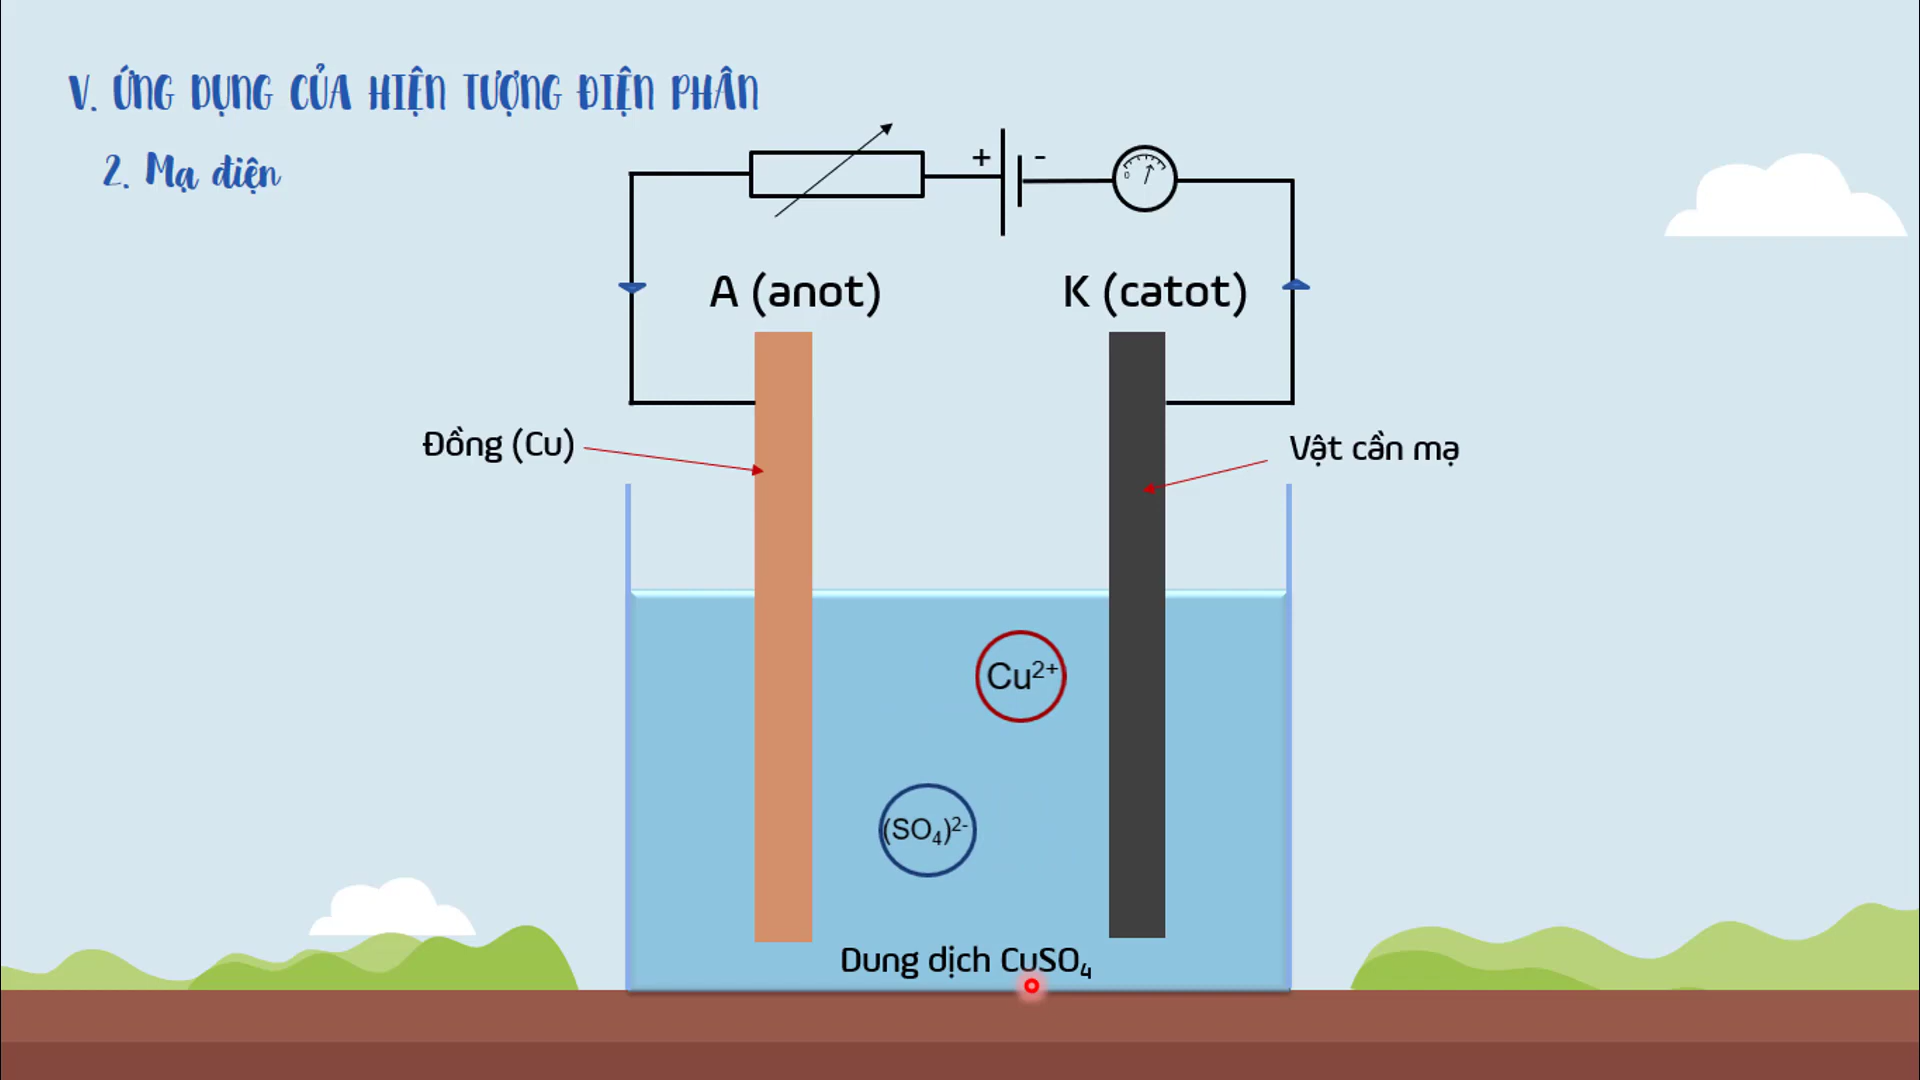 V. ỨNG DỤNG CỦA HIỆN TƯỢNG ĐIỆN PHÂN
2. Mạ điện
+ -
0
A (anot) K (catot)
Đồng (Cu) Vật cần mạ
Cu²⁺
(SO₄)²⁻
Dung dịch CuSO₄